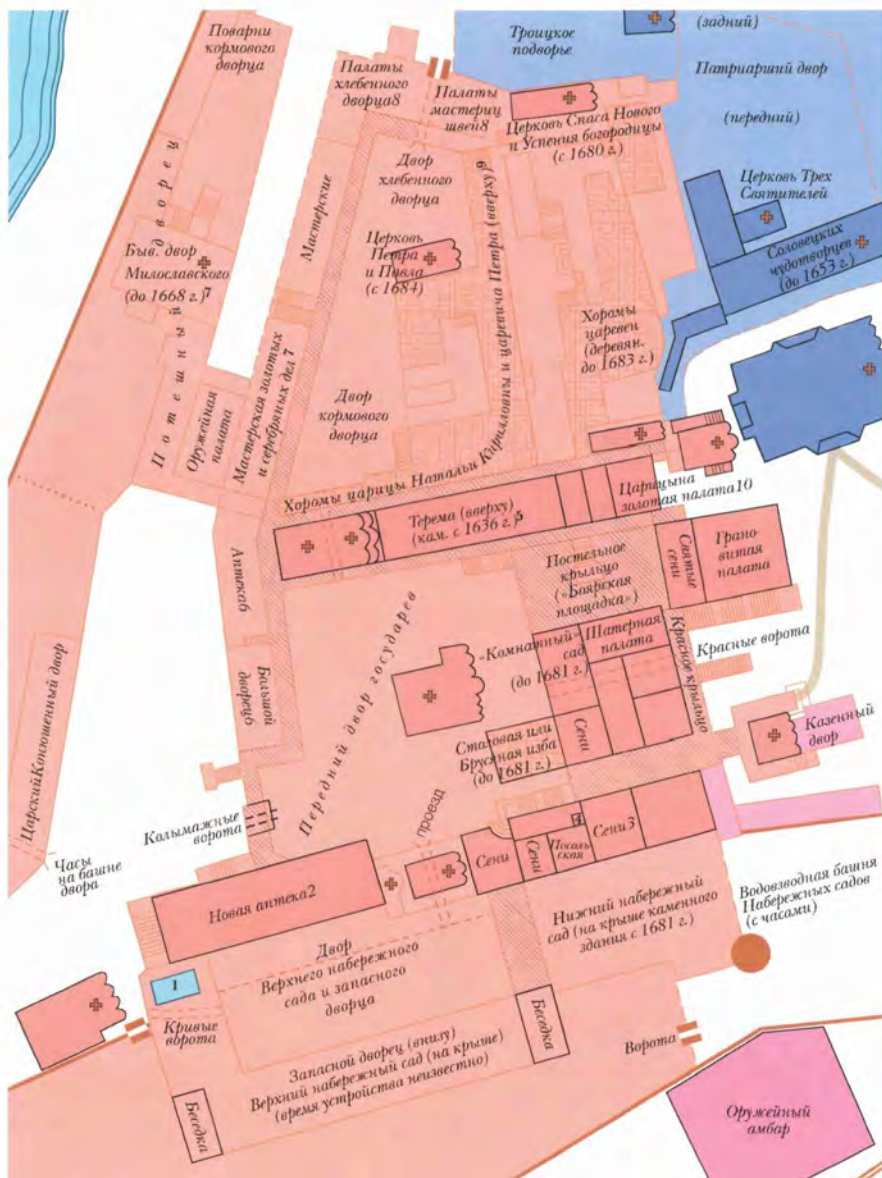 Поварни
кормового
дворца
Палаты
хлебенного
дворца8
Палаты
мастериц
швей8
Троицкое
подворье
(задний)
Патриарший двор
(передний)
Церковь Спаса Нового
и Успения богородицы
(с 1680 г.)
Церковь Трех
Святителей
Соловецких
чудотворцев
(до 1653 г.)
Двор
хлебенного
дворца
Мастерские
Церковь
Петра
и Павла
(с 1684)
Потешный дворец
Быв. двор
Милославского
(до 1668 г.)7
Хоромы
царевен
(деревян.
до 1683 г.)
Оружейная
палата
Мастерская золотых
и серебряных дел 7
Двор
кормового
дворца
Хоромы царицы Натальи Кирилловны и царевича Петра (вверху)9
Терема (вверху)
(кам. с 1636 г.)5
Царицына
золотая палата10
Аптека6
Постельное
крыльцо
(«Боярская
площадка»)
Святые
сени
Грано-
витая
палата
Царский Конюшенный двор
Большой
дворец6
Передний двор государев
«Комнатный»
сад
(до 1681 г.)
Шатерная
палата
Красное крыльцо
Красные ворота
Столовая или
Брусяная изба
(до 1681 г.)
Сени
Казенный
двор
Колымажные
ворота
Часы
на башне
двора
проезд
Сени
Сени
Посоль-
ская
4
Сени3
Новая аптека2
Нижний набережный
сад (на крыше каменного
здания с 1681 г.)
Водовзводная башня
Набережных садов
(с часами)
1
Двор
Верхнего набережного
сада и запасного
дворца
Кривые
ворота
Беседка
Запасной дворец (внизу)
Верхний набережный сад (на крыше)
(время устройства неизвестно)
Ворота
Беседка
Оружейный
амбар